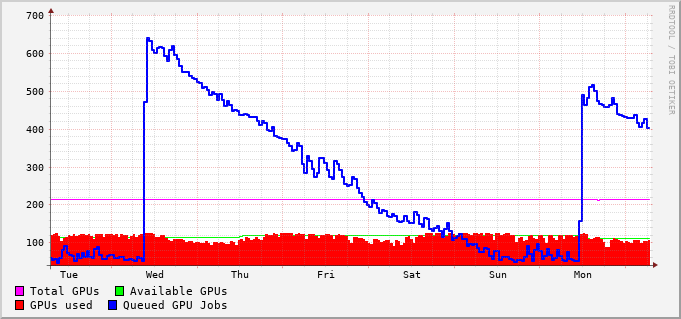 700
600
500
400
300
200
100
Tue Wed Thu Fri Sat Sun Mon
Total GPUs Available GPUs
GPUs used Queued GPU Jobs
RRDTOOL / TOBI OETIKER